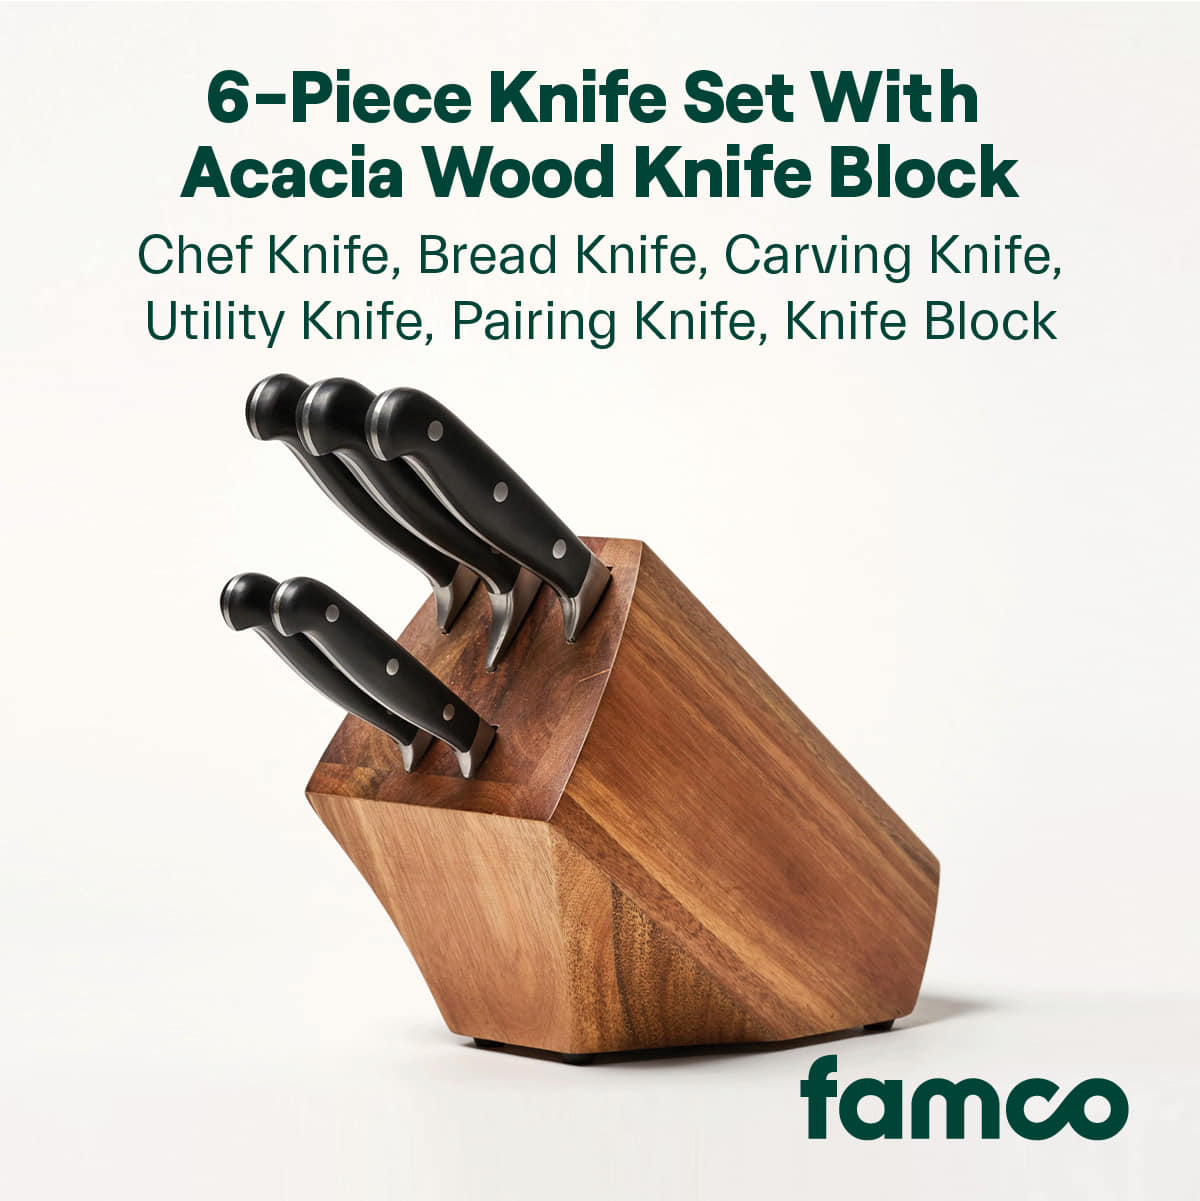 6-Piece Knife Set With
Acacia Wood Knife Block
Chef Knife, Bread Knife, Carving Knife,
Utility Knife, Pairing Knife, Knife Block
famco